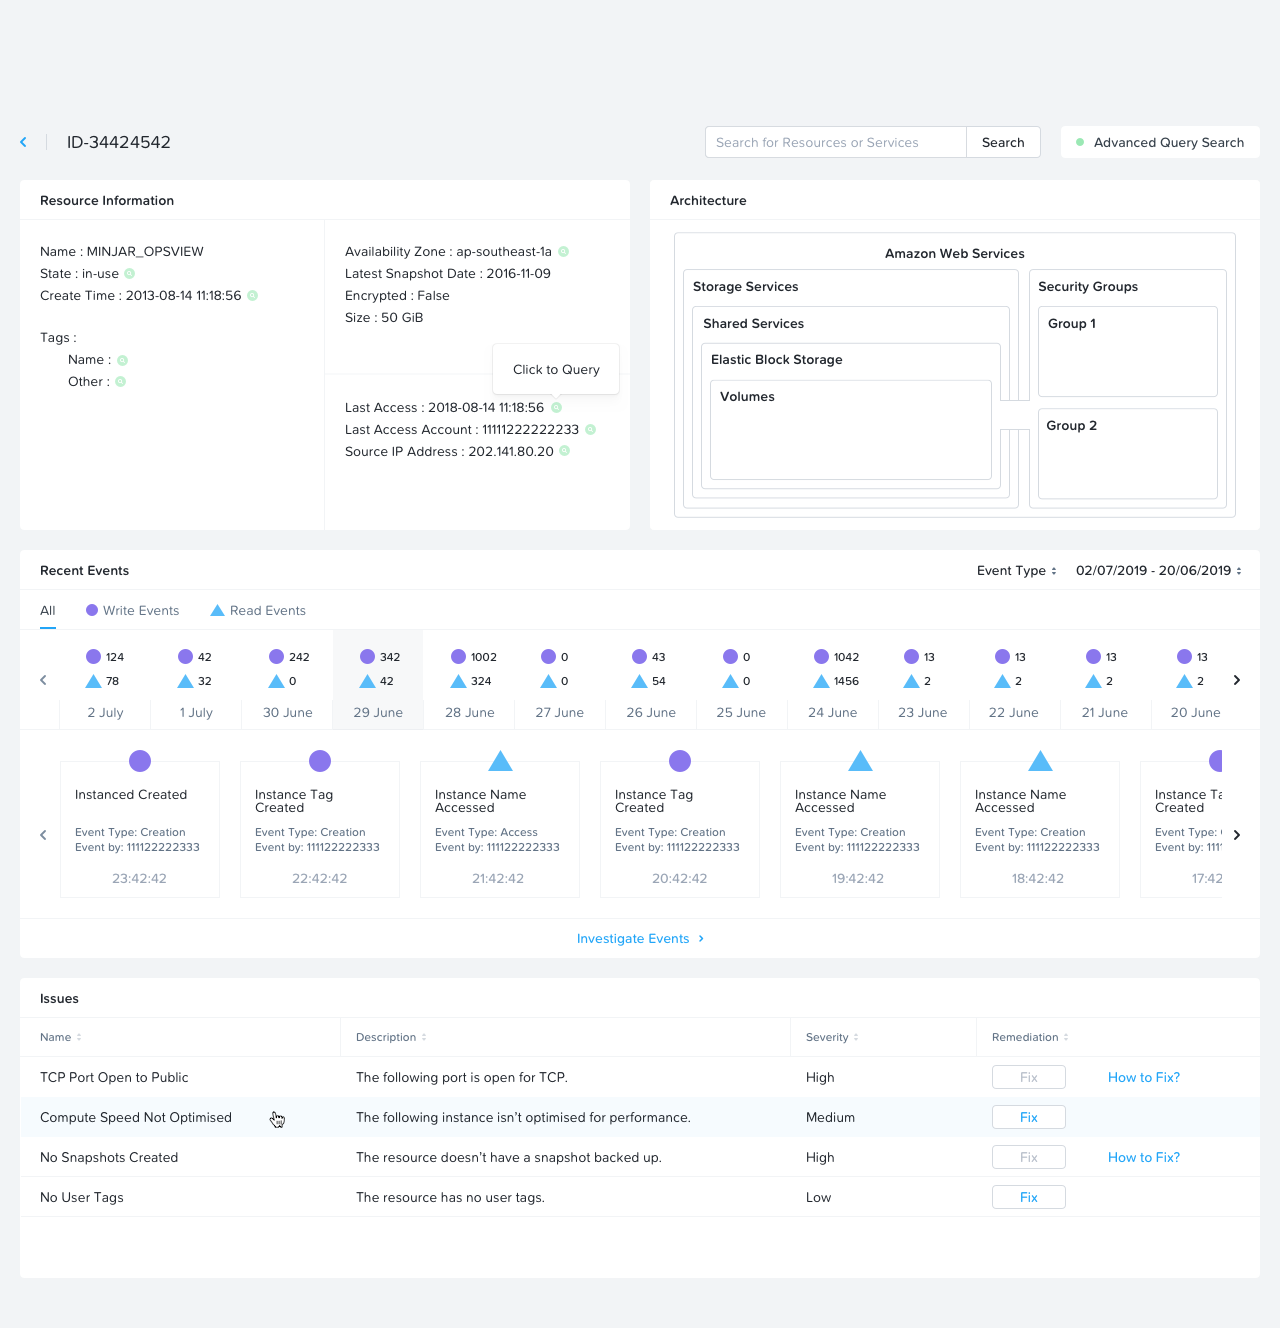 ID-34424542
Search for Resources or Services
Search
Advanced Query Search
Resource Information
Name : MINJAR_OPSVIEW
State : in-use
Create Time : 2013-08-14 11:18:56
Tags :
Name :
Other :
Availability Zone : ap-southeast-1a
Latest Snapshot Date : 2016-11-09
Encrypted : False
Size : 50 GiB
Click to Query
Last Access : 2018-08-14 11:18:56
Last Access Account : 11111222222233
Source IP Address : 202.141.80.20
Architecture
Amazon Web Services
Storage Services
Shared Services
Elastic Block Storage
Volumes
Security Groups
Group 1
Group 2
Recent Events
Event Type
02/07/2019 - 20/06/2019
All
Write Events
Read Events
124
78
2 July
42
32
1 July
242
0
30 June
342
42
29 June
1002
324
28 June
0
0
27 June
43
54
26 June
0
0
25 June
1042
1456
24 June
13
2
23 June
13
2
22 June
13
2
21 June
13
2
20 June
Instanced Created
Event Type: Creation
Event by: 111122222333
23:42:42
Instance Tag
Created
Event Type: Creation
Event by: 111122222333
22:42:42
Instance Name
Accessed
Event Type: Access
Event by: 111122222333
21:42:42
Instance Tag
Created
Event Type: Creation
Event by: 111122222333
20:42:42
Instance Name
Accessed
Event Type: Creation
Event by: 111122222333
19:42:42
Instance Name
Accessed
Event Type: Creation
Event by: 111122222333
18:42:42
Instance Ta
Created
Event Type:
Event by: 111
17:42
Investigate Events
Issues
Name
Description
Severity
Remediation
TCP Port Open to Public
The following port is open for TCP.
High
Fix
How to Fix?
Compute Speed Not Optimised
The following instance isn't optimised for performance.
Medium
Fix
No Snapshots Created
The resource doesn't have a snapshot backed up.
High
Fix
How to Fix?
No User Tags
The resource has no user tags.
Low
Fix